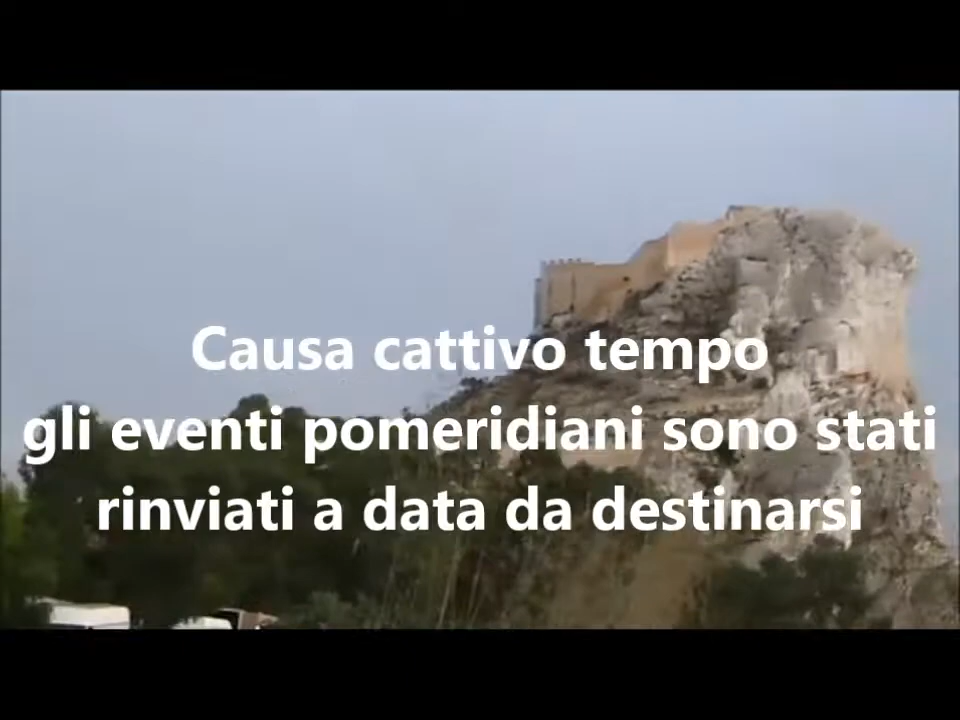 Causa cattivo tempo
gli eventi pomeridiani sono stati
rinviati a data da destinarsi